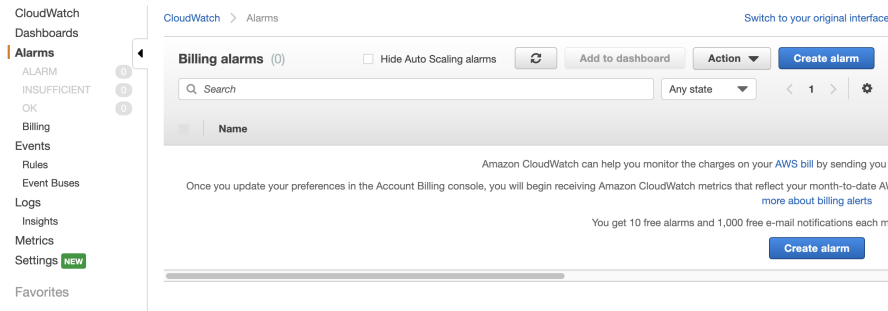 CloudWatch
Dashboards
Alarms
ALARM 0
INSUFFICIENT 0
OK 0
Billing
Events
Rules
Event Buses
Logs
Insights
Metrics
Settings NEW
Favorites
CloudWatch > Alarms
Switch to your original interface
Billing alarms (0)
Hide Auto Scaling alarms
Add to dashboard
Action
Create alarm
Search
Any state
< 1 >
Name
Amazon CloudWatch can help you monitor the charges on your AWS bill by sending you
Once you update your preferences in the Account Billing console, you will begin receiving Amazon CloudWatch metrics that reflect your month-to-date
more about billing alerts
You get 10 free alarms and 1,000 free e-mail notifications each
Create alarm